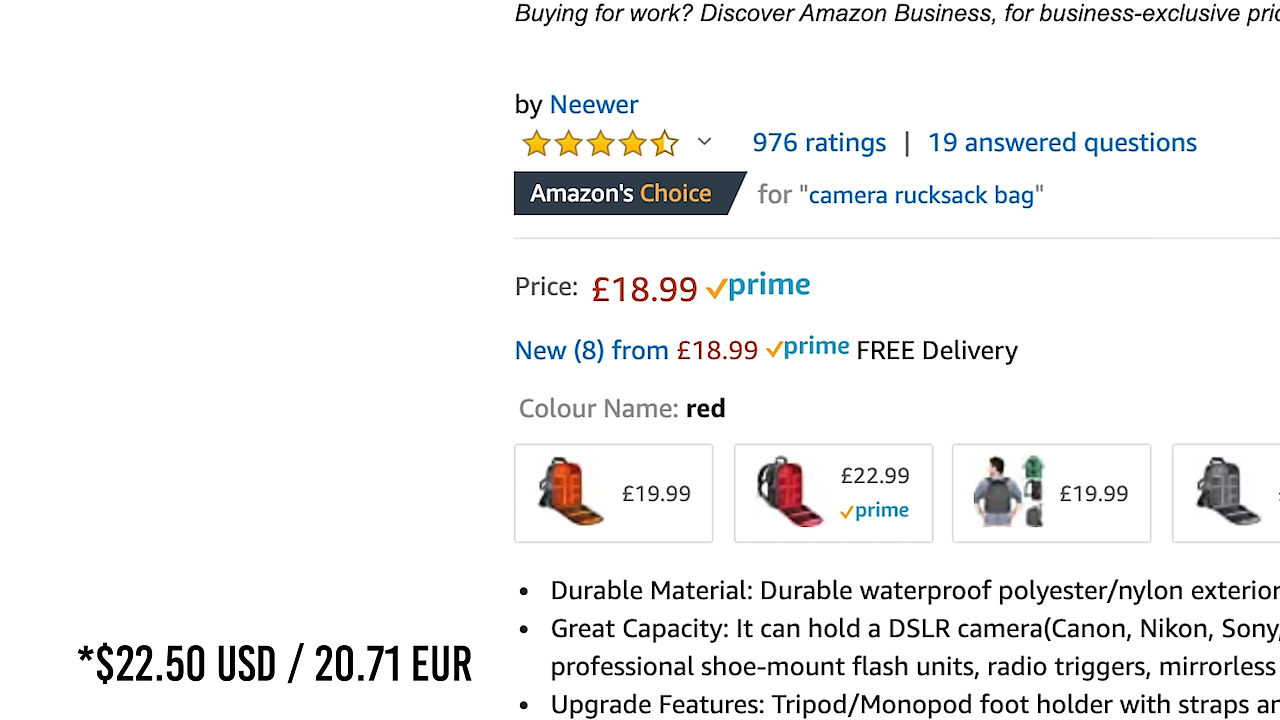 Buying for work? Discover Amazon Business, for business-exclusive
by Neewer
976 ratings | 19 answered questions
Amazon's Choice for "camera rucksack bag"
Price: £18.99 prime
New (8) from £18.99 prime FREE Delivery
Colour Name: red
£19.99
£22.99
prime
£19.99
• Durable Material: Durable waterproof polyester/nylon exterior
• Great Capacity: It can hold a DSLR camera(Canon, Nikon, Sony,
professional shoe-mount flash units, radio triggers, mirrorless
• Upgrade Features: Tripod/Monopod foot holder with straps
*$22.50 USD / 20.71 EUR